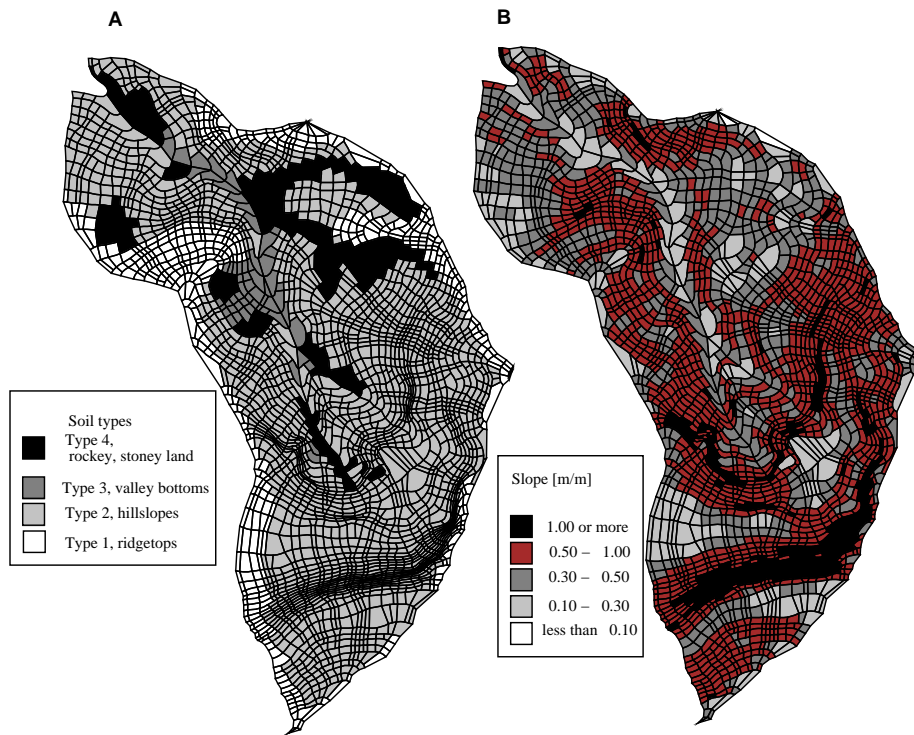 A
B
Soil types
Type 4,
rockey, stoney land
Type 3, valley bottoms
Type 2, hillslopes
Type 1, ridgetops
Slope [m/m]
1.00 or more
0.50 – 1.00
0.30 – 0.50
0.10 – 0.30
less than 0.10